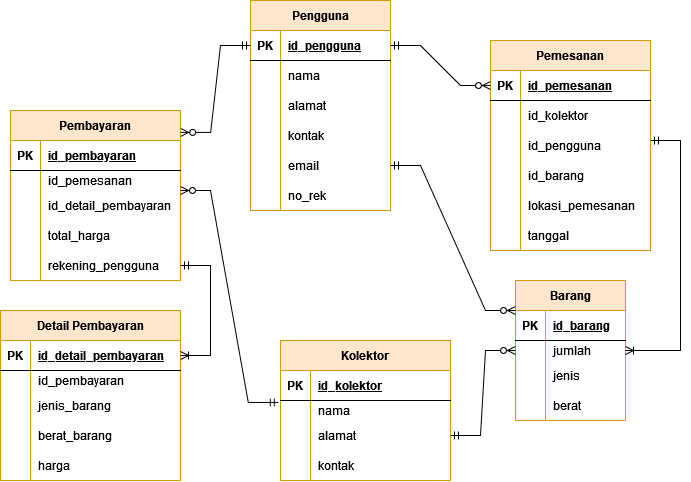 Pengguna
PK id_pengguna
nama
alamat
kontak
email
no_rek
Pemesanan
PK id_pemesanan
id_kolektor
id_pengguna
id_barang
lokasi_pemesanan
tanggal
Pembayaran
PK id_pembayaran
id_pemesanan
id_detail_pembayaran
total_harga
rekening_pengguna
Barang
PK id_barang
jumlah
jenis
berat
Detail Pembayaran
PK id_detail_pembayaran
id_pembayaran
jenis_barang
berat_barang
harga
Kolektor
PK id_kolektor
nama
alamat
kontak